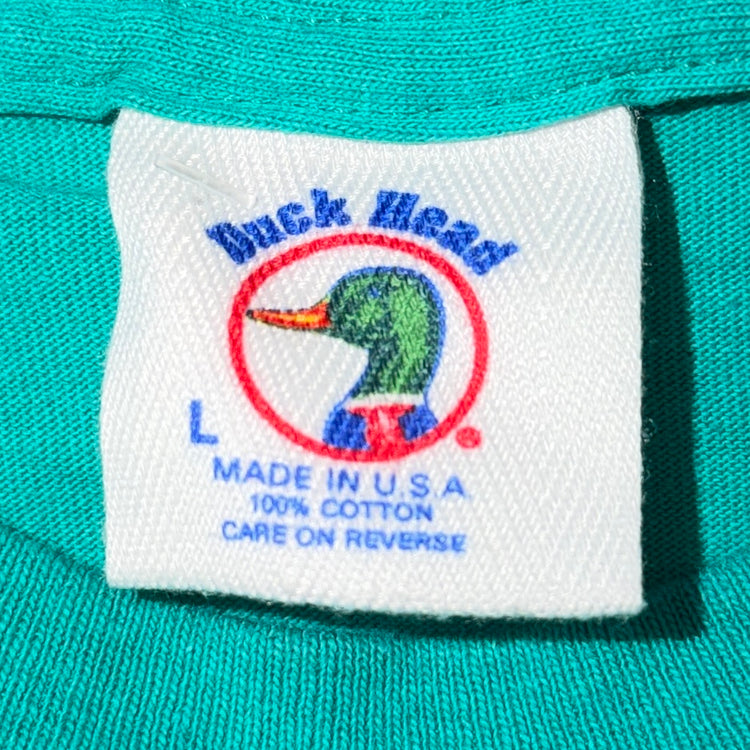 Duck Head
L
MADE IN U.S.A.
100% COTTON
CARE ON REVERSE